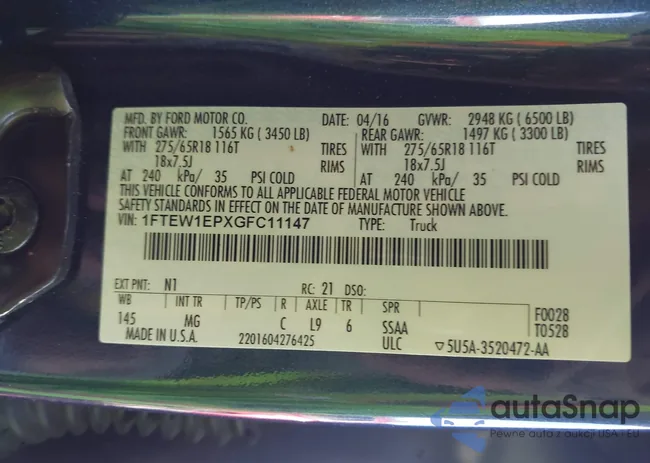 MFD. BY FORD MOTOR CO. DATE: 04/16 GVWR: 2948 KG (6500 LB)
FRONT GAWR: 1565 KG (3450 LB) REAR GAWR: 1497 KG (3300 LB)
WITH 275/65R18 116T TIRES WITH 275/65R18 116T TIRES
18x7.5J RIMS 18x7.5J RIMS
AT 240 kPa/ 35 PSI COLD AT 240 kPa/ 35 PSI COLD
THIS VEHICLE CONFORMS TO ALL APPLICABLE FEDERAL MOTOR VEHICLE
SAFETY STANDARDS IN EFFECT ON THE DATE OF MANUFACTURE SHOWN ABOVE.
VIN: 1FTEW1EPXGFC11147 TYPE: Truck
EXT PNT: N1 RC: 21 DSO:
WB INT TR TP/PS R AXLE TR SPR F0028
145 MG C L9 6 SSAA T0528
MADE IN U.S.A. 2201604276425 ULC ▽5U5A-3520472-AA
autaSnap
Pewne auta z aukcji USA - EU